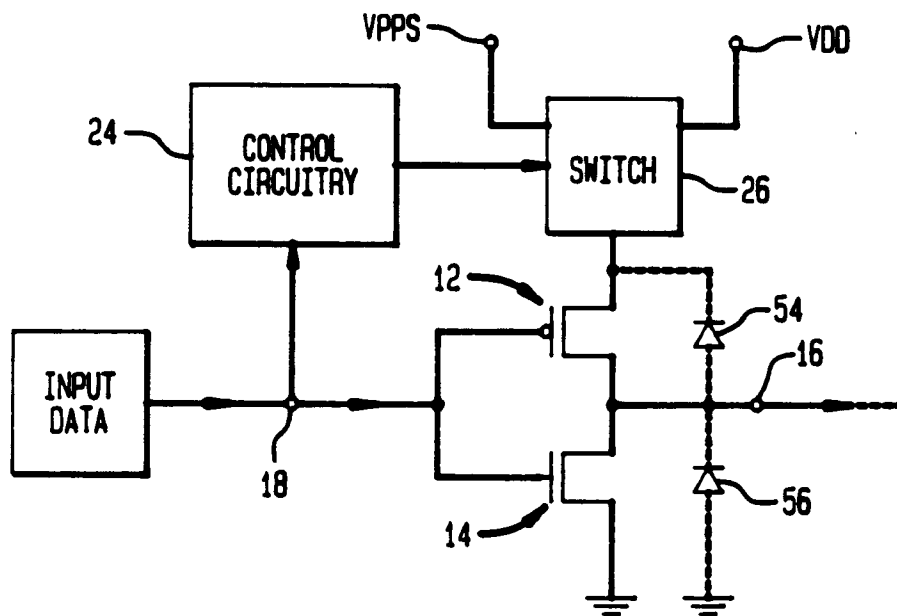 VPPS
VDD
24
CONTROL
CIRCUITRY
SWITCH
26
12
54
16
INPUT
DATA
18
14
56